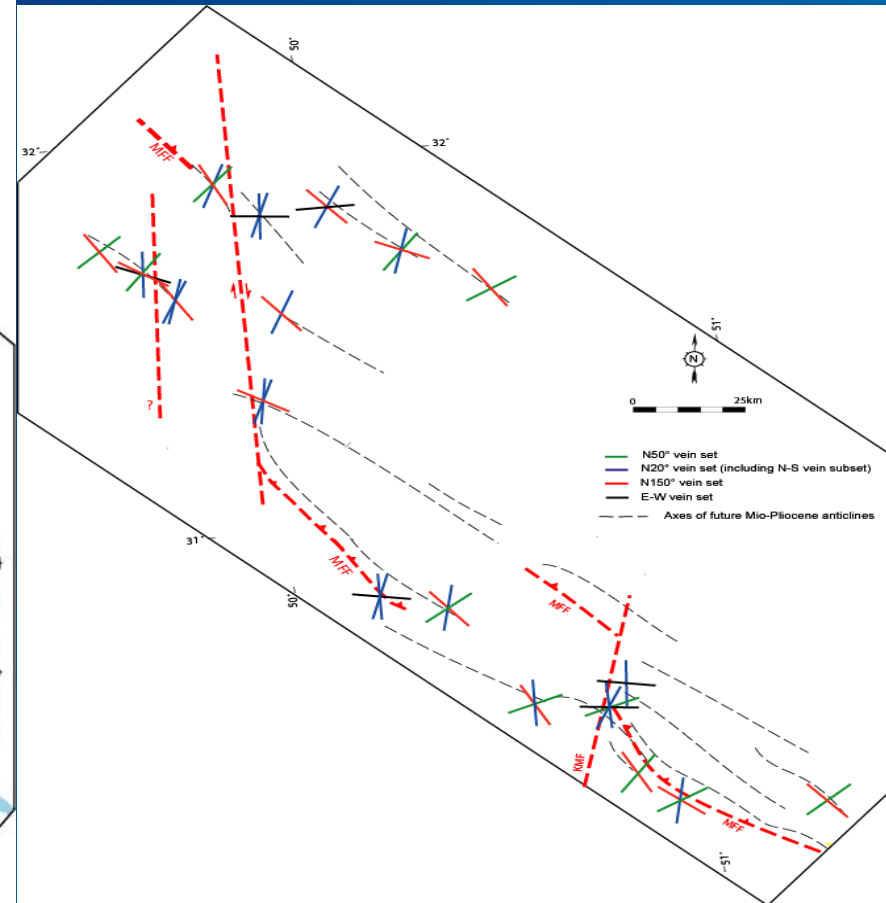 50°
32°
32°
MFF
51°
N
0 25km
N50° vein set
N20° vein set (including N-S vein subset)
N150° vein set
E-W vein set
Axes of future Mio-Pliocene anticlines
?
31°
MFF
50°
MFF
KMF
MFF
51°